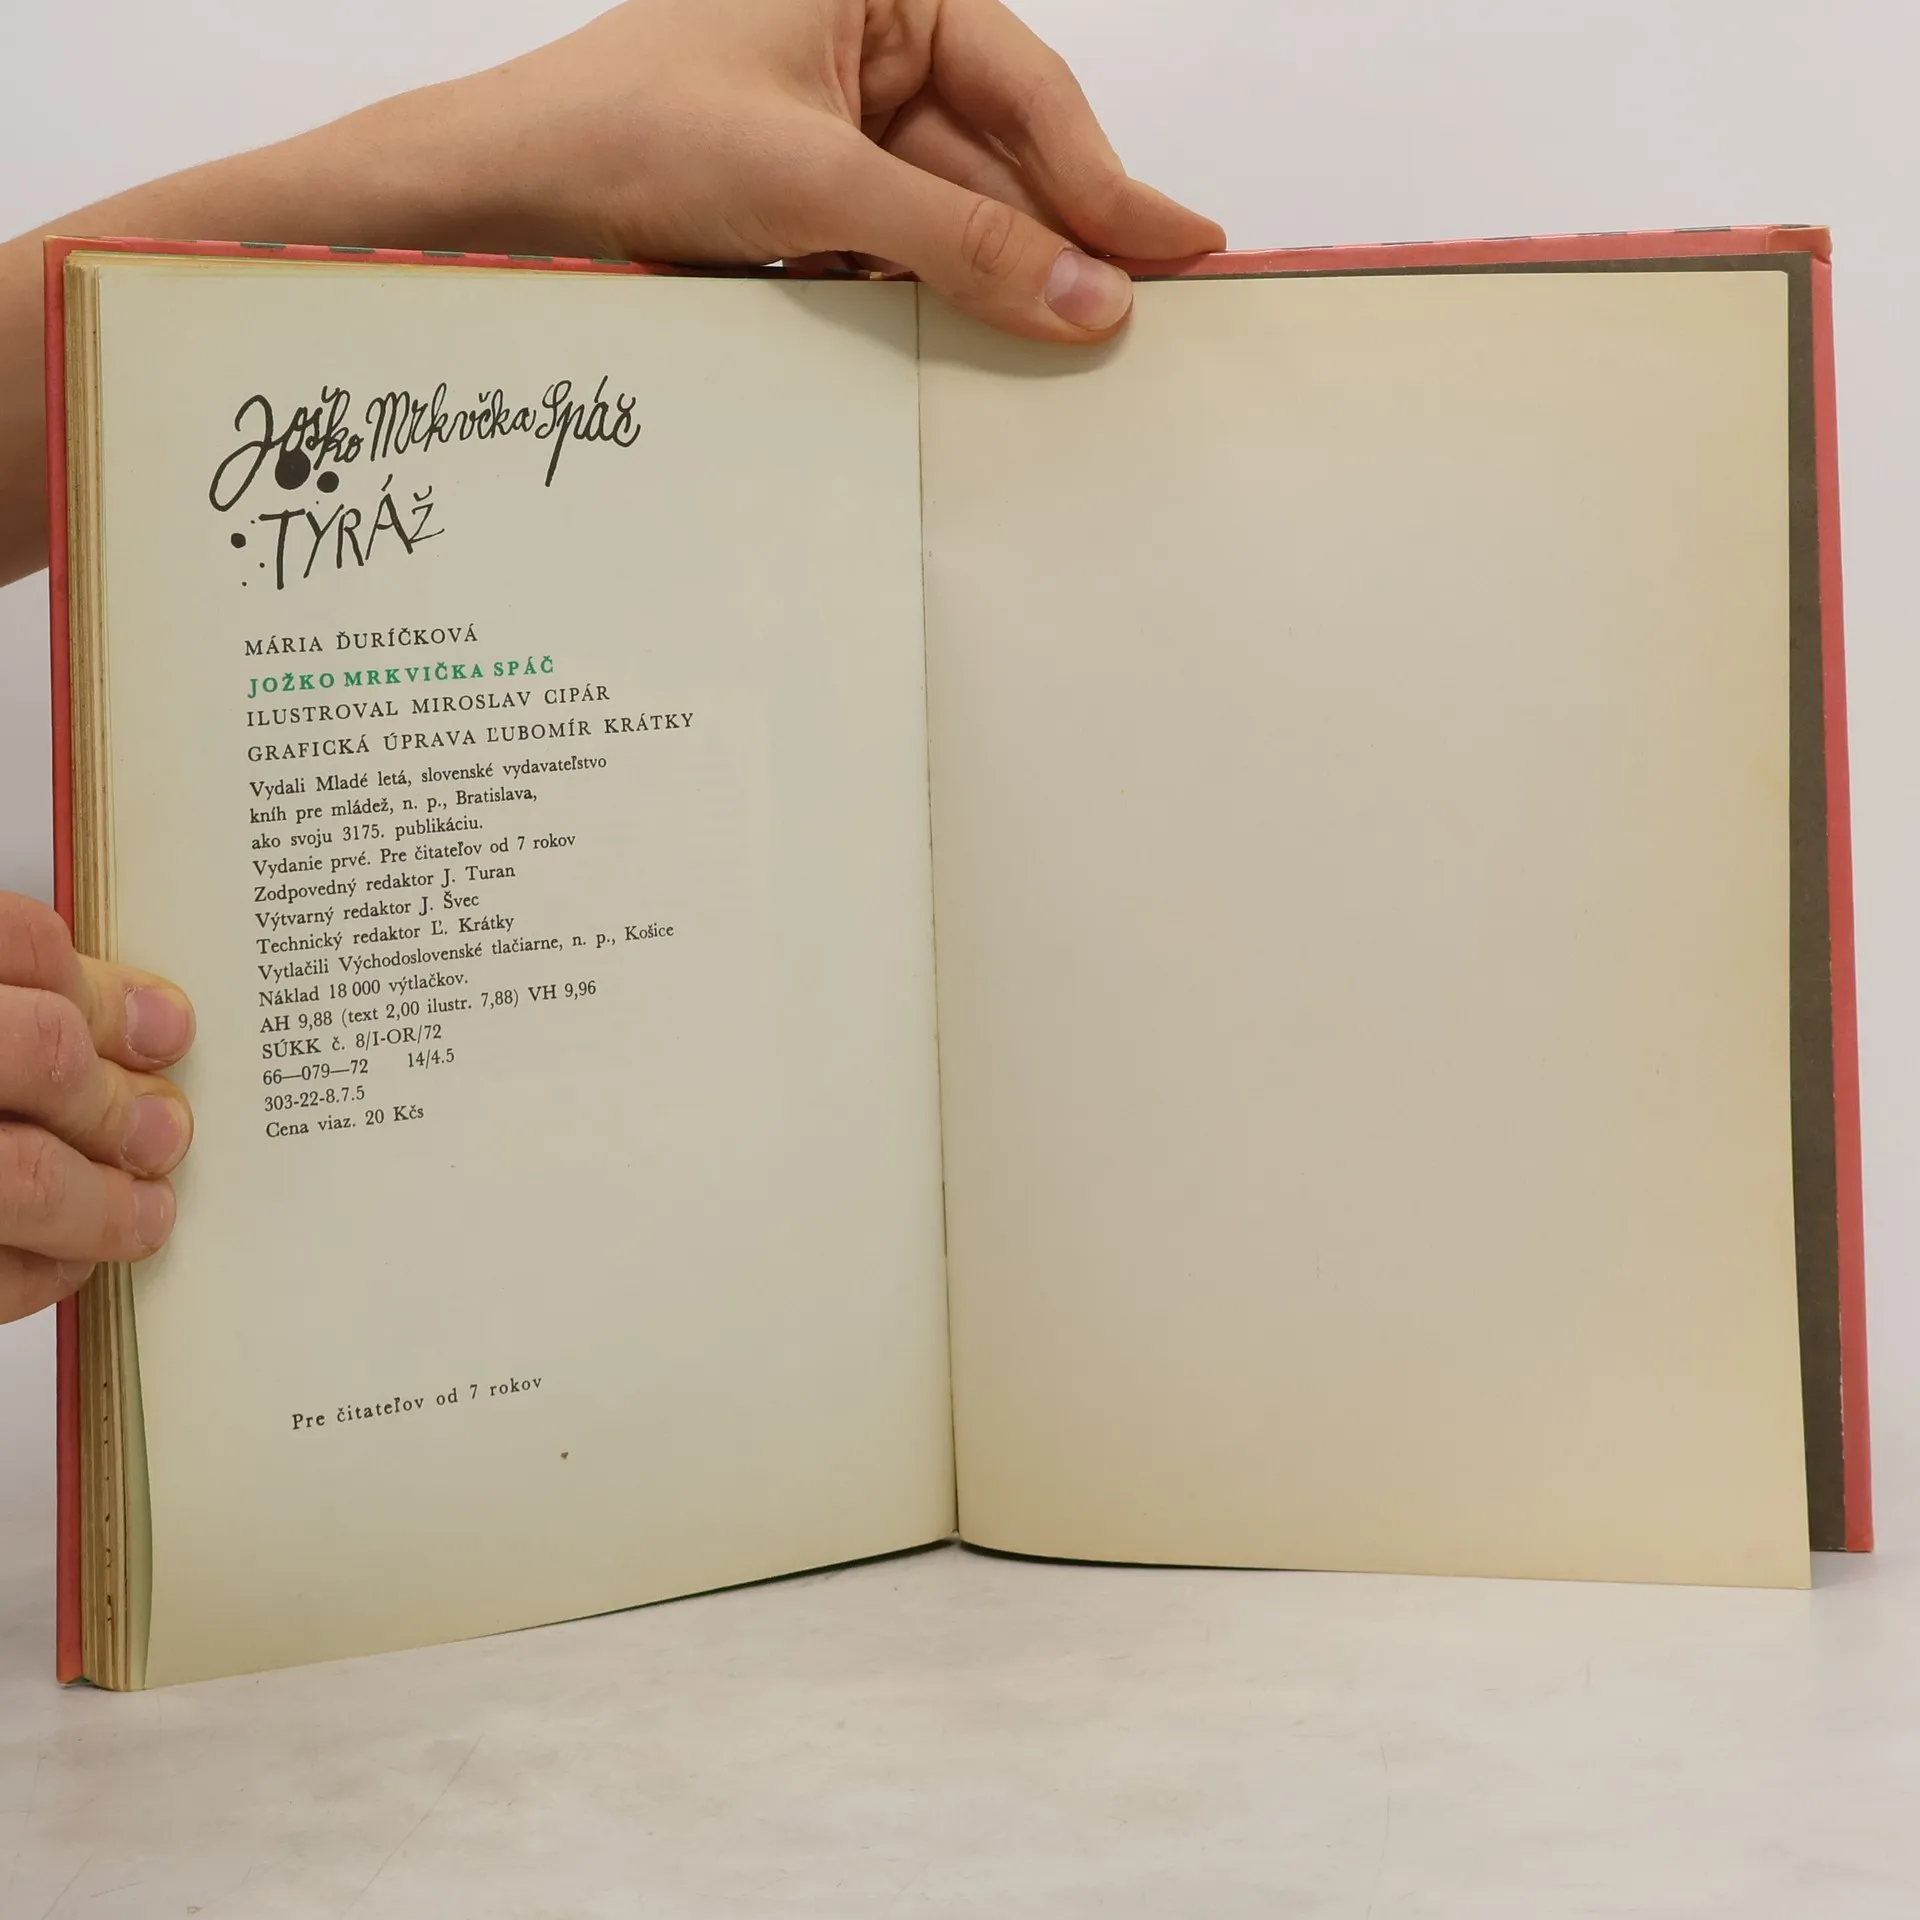 Joško Mrkvička Spáč
TYRÁŽ
MÁRIA ĎURÍČKOVÁ
JOŽKO MRKVIČKA SPÁČ
ILUSTROVAL MIROSLAV CIPÁR
GRAFICKÁ ÚPRAVA ĽUBOMÍR KRÁTKY
Vydali Mladé letá, slovenské vydavateľstvo
kníh pre mládež, n. p., Bratislava,
ako svoju 3175. publikáciu.
Vydanie prvé. Pre čitateľov od 7 rokov
Zodpovedný redaktor J. Turan
Výtvarný redaktor J. Švec
Technický redaktor Ľ. Krátky
Vytlačili Východoslovenské tlačiarne, n. p., Košice
Náklad 18 000 výtlačkov.
AH 9,88 (text 2,00 ilustr. 7,88) VH 9,96
SÚKK č. 8/I-OR/72
66—079—72 14/4.5
303-22-8.7.5
Cena viaz. 20 Kčs
Pre čitateľov od 7 rokov